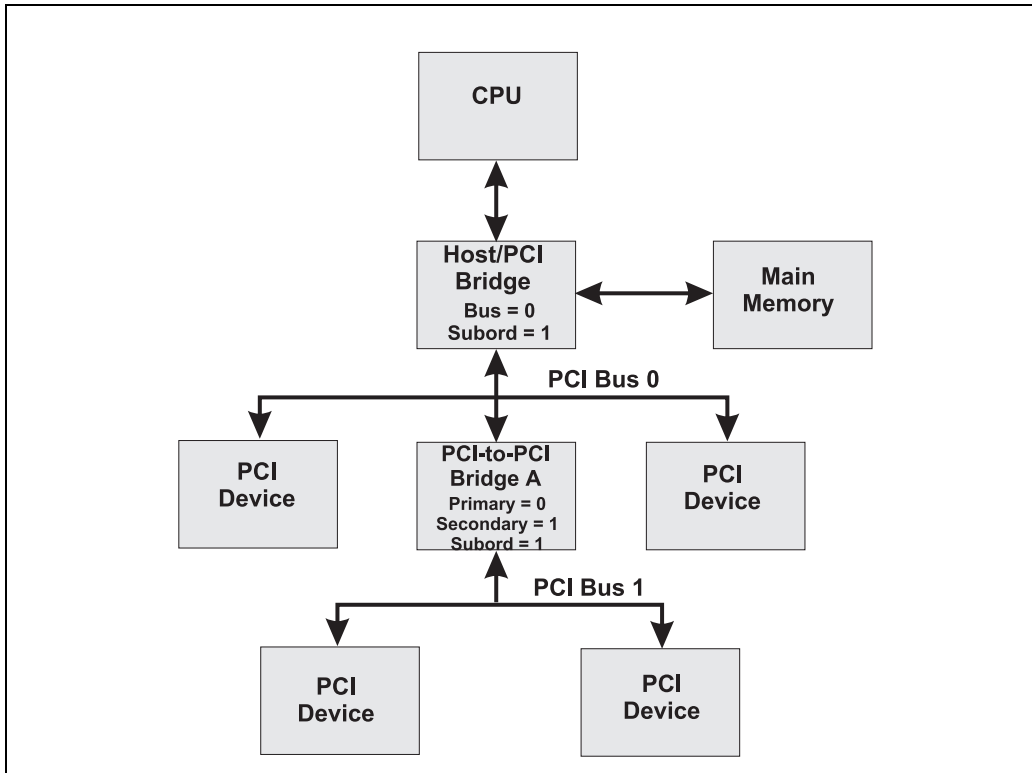 CPU
Host/PCI
Bridge
Bus = 0
Subord = 1
Main
Memory
PCI Bus 0
PCI
Device
PCI-to-PCI
Bridge A
Primary = 0
Secondary = 1
Subord = 1
PCI
Device
PCI Bus 1
PCI
Device
PCI
Device